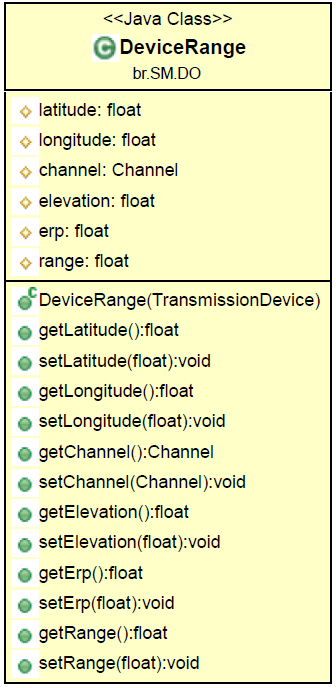 <<Java Class>>
C DeviceRange
br.SM.DO
latitude: float
longitude: float
channel: Channel
elevation: float
erp: float
range: float
C DeviceRange(TransmissionDevice)
getLatitude():float
setLatitude(float):void
getLongitude():float
setLongitude(float):void
getChannel():Channel
setChannel(Channel):void
getElevation():float
setElevation(float):void
getErp():float
setErp(float):void
getRange():float
setRange(float):void